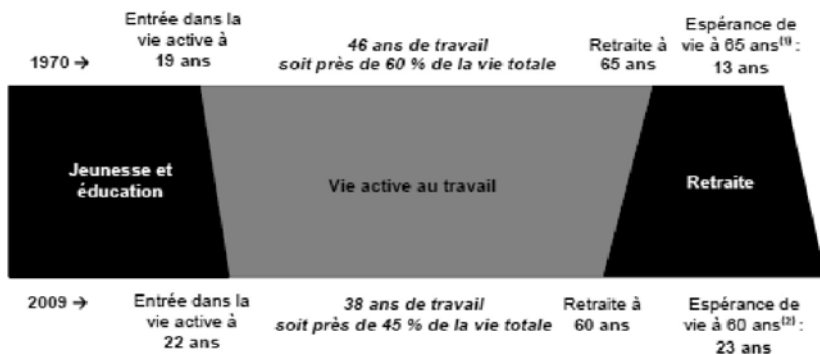 1970 →
Entrée dans la
vie active à
19 ans
46 ans de travail
soit près de 60 % de la vie totale
Retraite à
65 ans
Espérance de
vie à 65 ans(1) :
13 ans
Jeunesse et
éducation
Vie active au travail
Retraite
2009 →
Entrée dans la
vie active à
22 ans
38 ans de travail
soit près de 45 % de la vie totale
Retraite à
60 ans
Espérance de
vie à 60 ans(2) :
23 ans